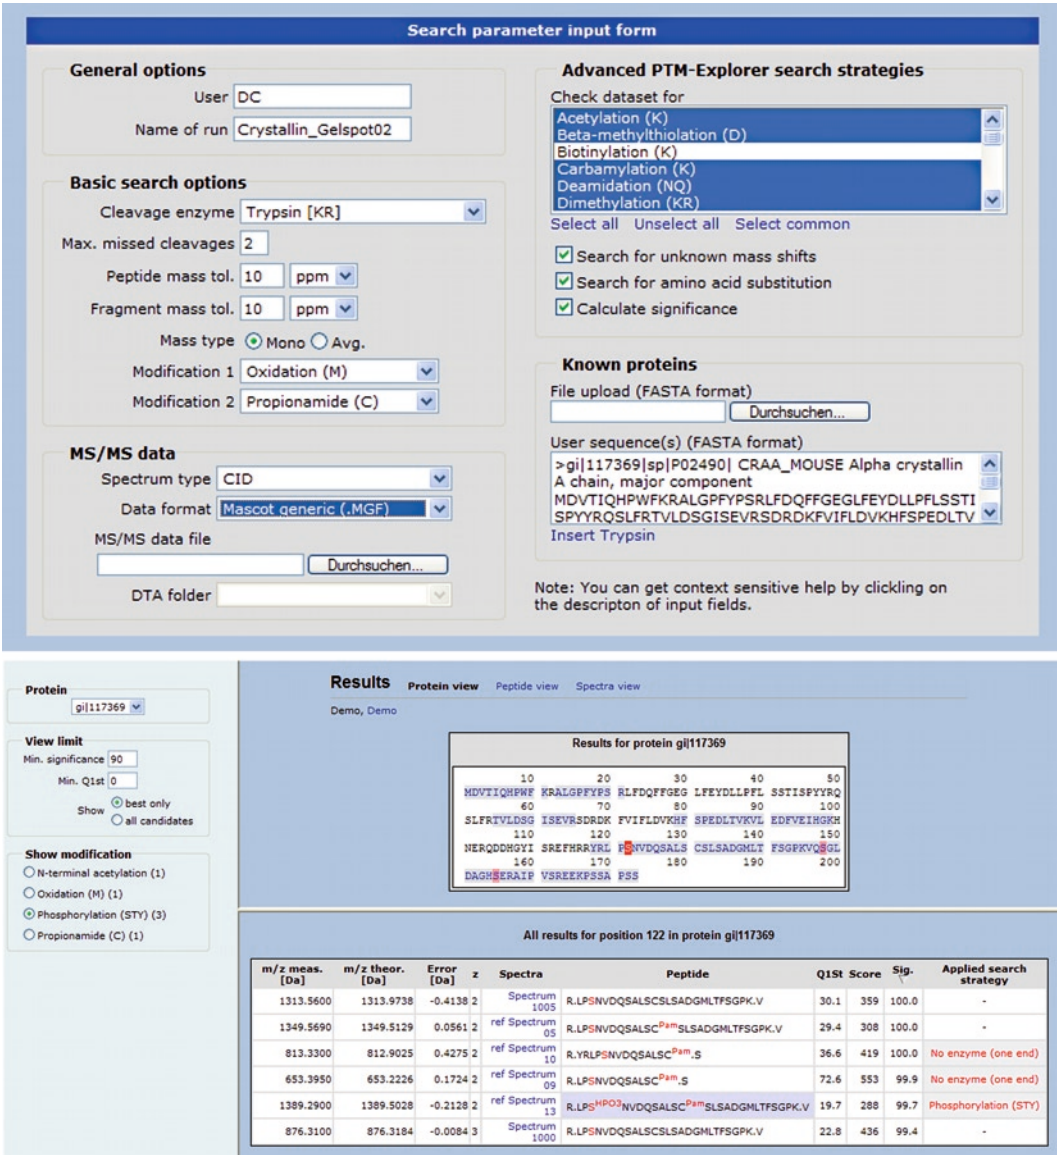 Search parameter input form
General options
User DC
Name of run Crystallin_Gelspot02
Basic search options
Cleavage enzyme Trypsin [KR]
Max. missed cleavages 2
Peptide mass tol. 10 ppm
Fragment mass tol. 10 ppm
Mass type Mono Avg.
Modification 1 Oxidation (M)
Modification 2 Propionamide (C)
MS/MS data
Spectrum type CID
Data format Mascot generic (.MGF)
MS/MS data file
Durchsuchen...
DTA folder
Advanced PTM-Explorer search strategies
Check dataset for
Acetylation (K)
Beta-methylthiolation (D)
Biotinylation (K)
Carbamylation (K)
Deamidation (NQ)
Dimethylation (KR)
Select all Unselect all Select common
Search for unknown mass shifts
Search for amino acid substitution
Calculate significance
Known proteins
File upload (FASTA format)
Durchsuchen...
User sequence(s) (FASTA format)
>gi|117369|sp|P02490| CRAA_MOUSE Alpha crystallin
A chain, major component
MDVTIQHPWFKRALGPFYPSRLFDQFFGEGLFEYDLLPFLSSTI
SPYYRQSLFRTVLDSGISEVRSDRDKFVIFLDVKHFSPEDLTV
Insert Trypsin
Note: You can get context sensitive help by clickling on
the descripton of input fields.
Protein
gi|117369
View limit
Min. significance 90
Min. Q1st 0
Show best only
all candidates
Show modification
N-terminal acetylation (1)
Oxidation (M) (1)
Phosphorylation (STY) (3)
Propionamide (C) (1)
Results Protein view Peptide view Spectra view
Demo, Demo
Results for protein gi|117369
10 20 30 40 50
MDVTIQHPWF KRALGPFYPS RLFDQFFGEG LFEYDLLPFL SSTISPYYRQ
60 70 80 90 100
SLFRTVLDSG ISEVRSDRDK FVIFLDVKHF SPEDLTVKVL EDFVEIHGKH
110 120 130 140 150
NERQDDHGYI SREFHRRYRL PSNVDQSALS CSLSADGMLT FSGPKVQSGL
160 170 180 190 200
DAGHSERAIP VSREEKPSSA PSS
All results for position 122 in protein gi|117369
m/z meas. [Da] m/z theor. [Da] Error [Da] z Spectra Peptide Q1St Score Sig. Applied search strategy
1313.5600 1313.9738 -0.4138 2 Spectrum 1005 R.LPSNVDQSALSCSLSADGMLTFSGPK.V 30.1 359 100.0 -
1349.5690 1349.5129 0.0561 2 ref Spectrum 05 R.LPSNVDQSALSCPamSLSADGMLTFSGPK.V 29.4 308 100.0 -
813.3300 812.9025 0.4275 2 ref Spectrum 10 R.YRLPSNVDQSALSCPam.S 36.6 419 100.0 No enzyme (one end)
653.3950 653.2226 0.1724 2 ref Spectrum 09 R.LPSNVDQSALSCPam.S 72.6 553 99.9 No enzyme (one end)
1389.2900 1389.5028 -0.2128 2 ref Spectrum 13 R.LPSHPO3NVDQSALSCPamSLSADGMLTFSGPK.V 19.7 288 99.7 Phosphorylation (STY)
876.3100 876.3184 -0.0084 3 Spectrum 1000 R.LPSNVDQSALSCSLSADGMLTFSGPK.V 22.8 436 99.4 -